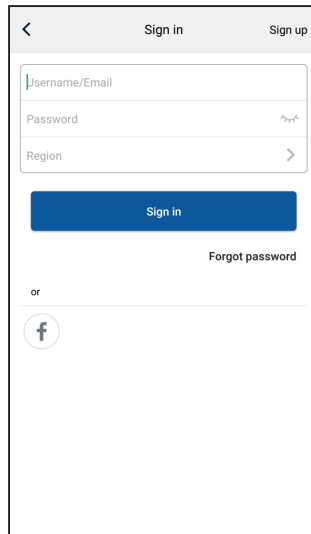 Sign in Sign up
Username/Email
Password
Region
Sign in
Forgot password
or
f